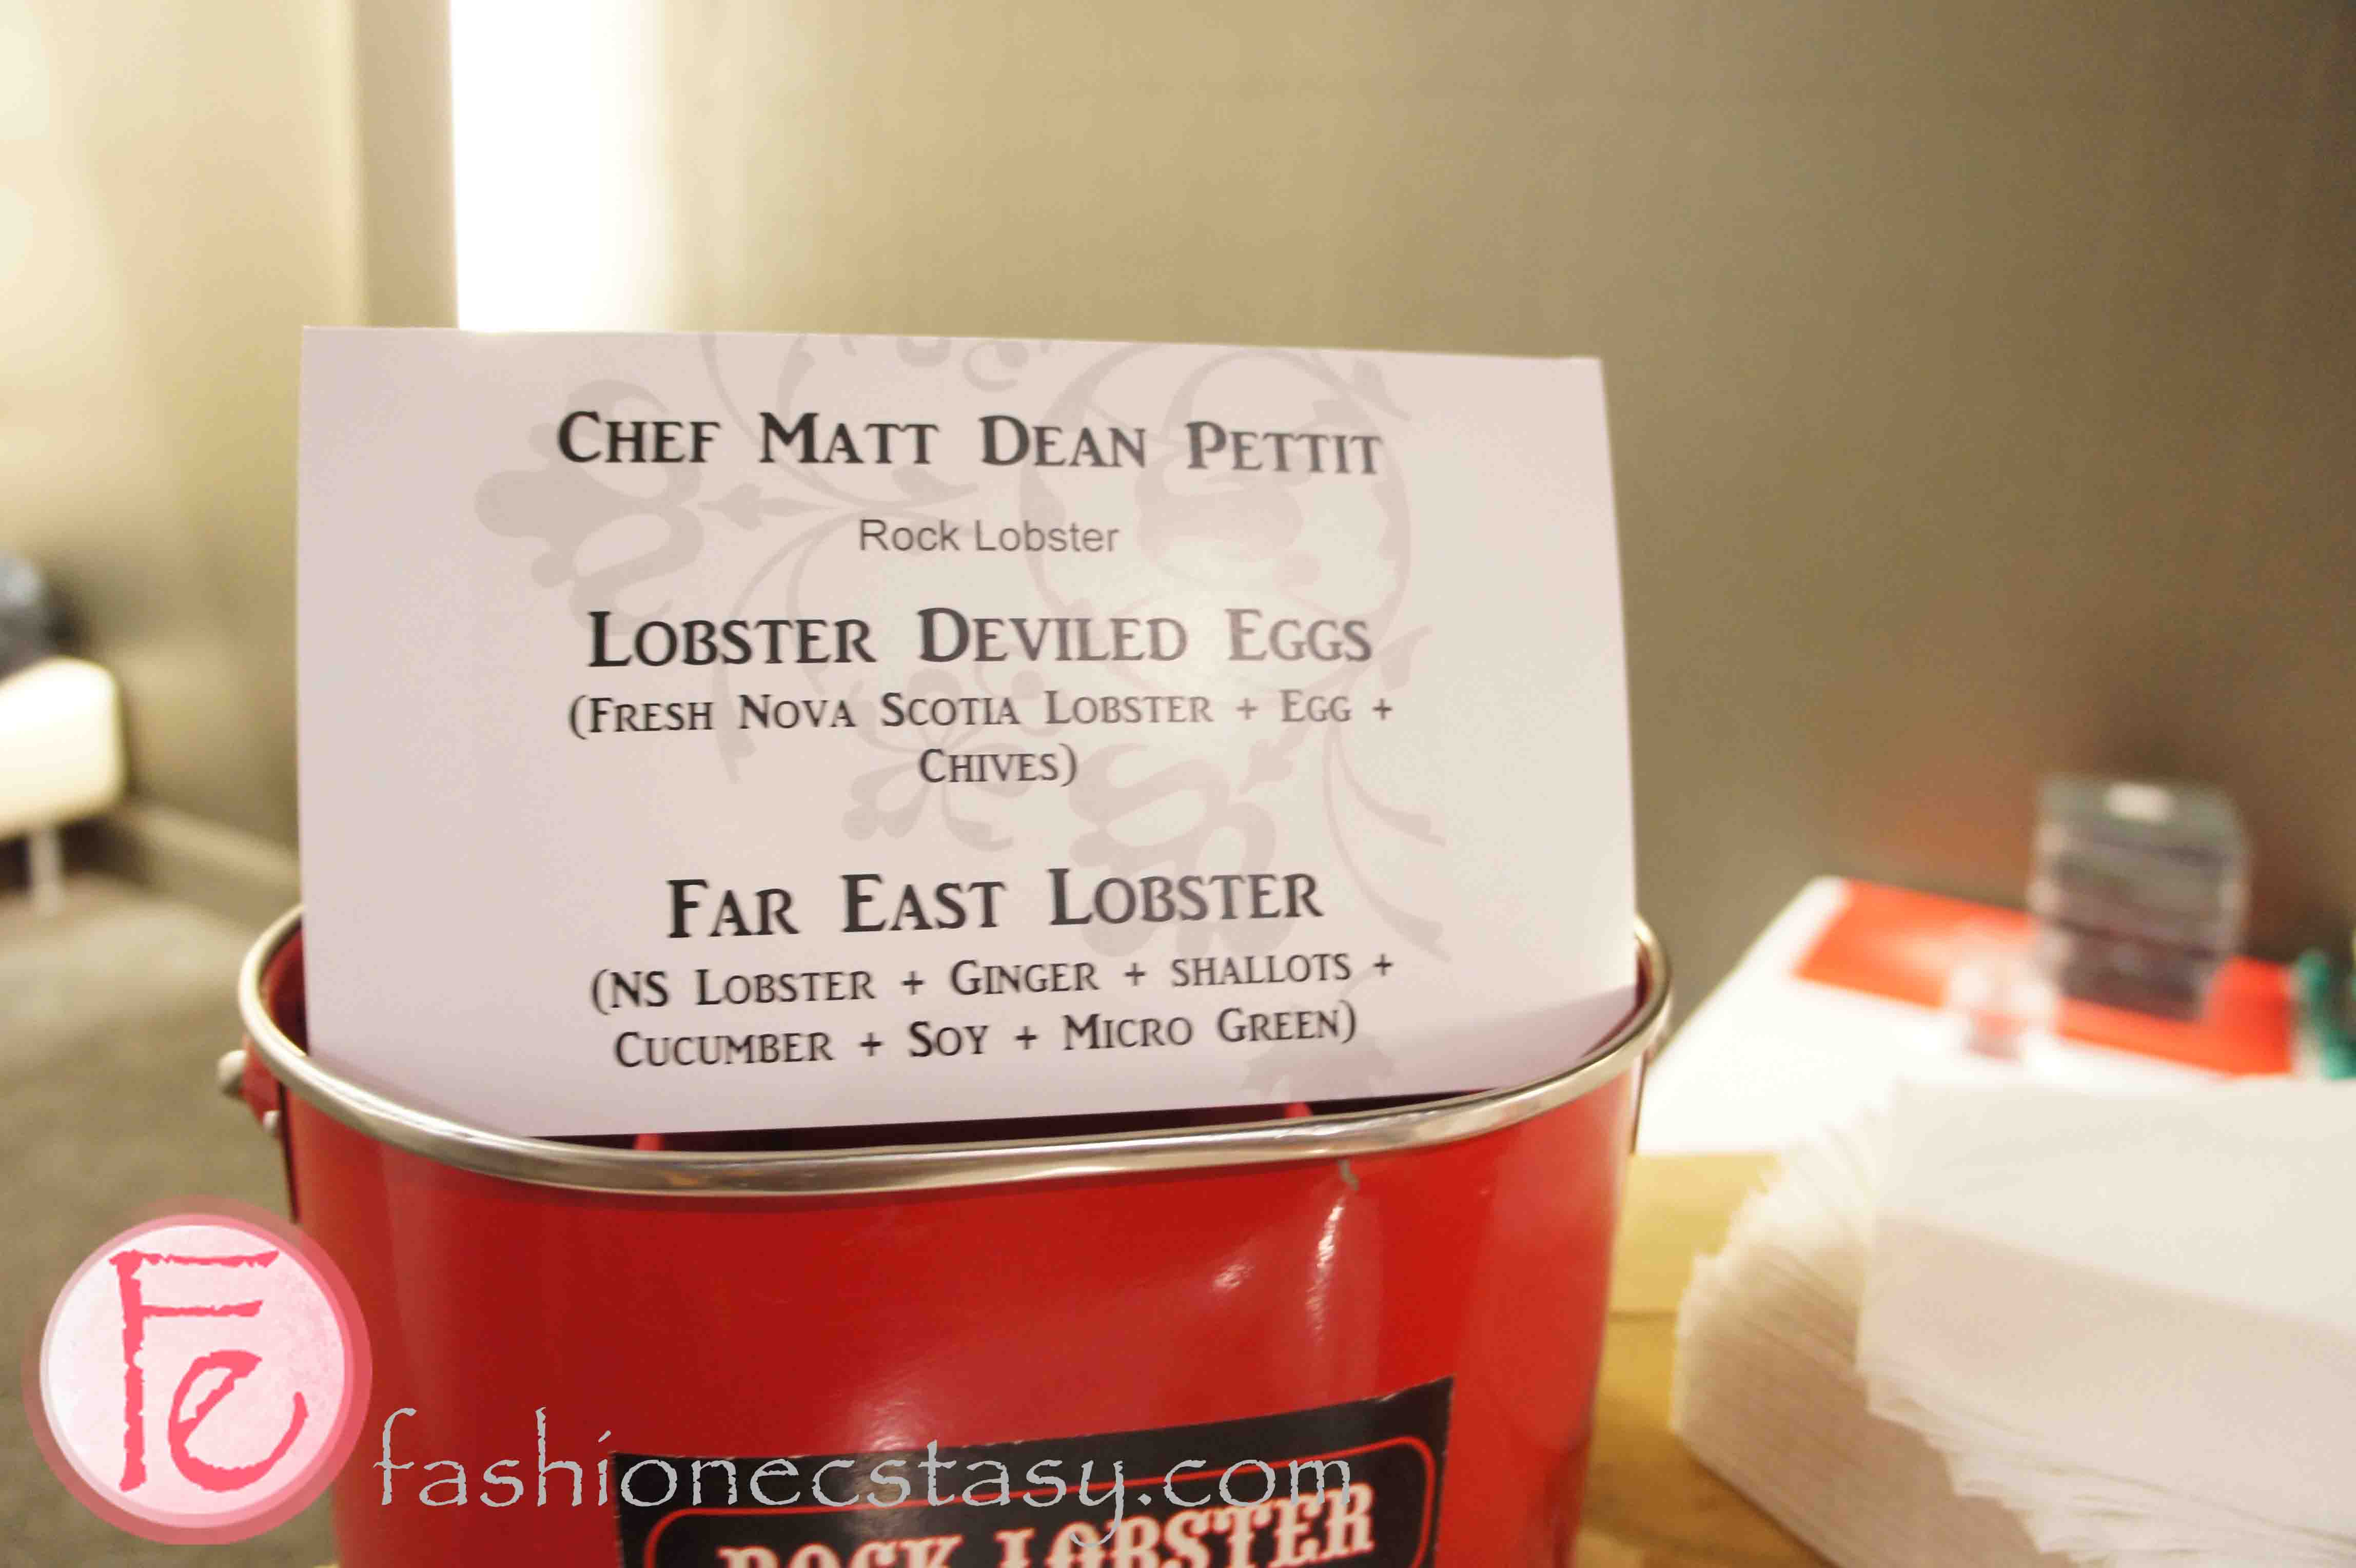 Chef Matt Dean Pettit
Rock Lobster
Lobster Deviled Eggs
(Fresh Nova Scotia Lobster + Egg +
Chives)
Far East Lobster
(NS Lobster + Ginger + shallots +
Cucumber + Soy + Micro Green)
Fe
fashionecstasy.com
ROCK LOBSTER